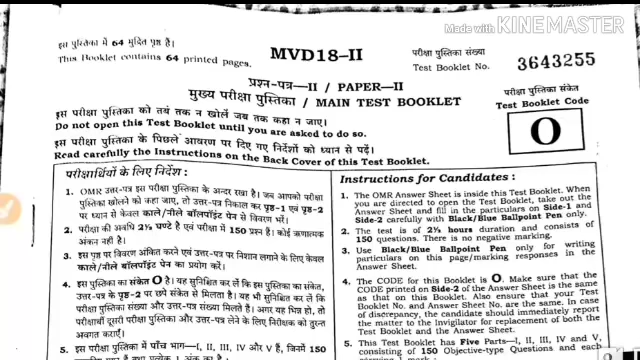 Made with KINEMASTER
इस पुस्तिका में 64 मुद्रित पृष्ठ हैं।
This Booklet contains 64 printed pages.
MVD18–II
परीक्षा पुस्तिका संख्या
Test Booklet No.
3643255
प्रश्न-पत्र—II / PAPER—II
मुख्य परीक्षा पुस्तिका / MAIN TEST BOOKLET
परीक्षा पुस्तिका संकेत
Test Booklet Code
O
इस परीक्षा पुस्तिका को तब तक न खोलें जब तक कहा न जाए।
Do not open this Test Booklet until you are asked to do so.
इस परीक्षा पुस्तिका के पिछले आवरण पर दिए गए निर्देशों को ध्यान से पढ़ें।
Read carefully the Instructions on the Back Cover of this Test Booklet.
परीक्षार्थियों के लिए निर्देश :
1. OMR उत्तर-पत्र इस परीक्षा पुस्तिका के अन्दर रखा है। जब आपको परीक्षा
पुस्तिका खोलने को कहा जाए, तो उत्तर-पत्र निकाल कर पृष्ठ-1 एवं पृष्ठ-2
पर ध्यान से केवल काले/नीले बॉलपॉइंट पेन से विवरण भरें।
2. परीक्षा की अवधि 2½ घण्टे है एवं परीक्षा में 150 प्रश्न हैं। कोई ऋणात्मक
अंकन नहीं है।
3. इस पृष्ठ पर विवरण अंकित करने एवं उत्तर-पत्र पर निशान लगाने के लिए केवल
काले/नीले बॉलपॉइंट पेन का प्रयोग करें।
4. इस पुस्तिका का संकेत O है। यह सुनिश्चित कर लें कि इस पुस्तिका का संकेत,
उत्तर-पत्र के पृष्ठ-2 पर छपे संकेत से मिलता है। यह भी सुनिश्चित कर लें कि
परीक्षा पुस्तिका संख्या और उत्तर-पत्र संख्या मिलते हैं। अगर यह भिन्न हो, तो
परीक्षार्थी दूसरी परीक्षा पुस्तिका और उत्तर-पत्र लेने के लिए निरीक्षक को तुरन्त
अवगत कराएँ।
5. इस परीक्षा पुस्तिका में पाँच भाग—I, II, III, IV और V हैं, जिनमें 150
Instructions for Candidates :
1. The OMR Answer Sheet is inside this Test Booklet. When
you are directed to open the Test Booklet, take out the
Answer Sheet and fill in the particulars on Side-1 and
Side-2 carefully with Black/Blue Ballpoint Pen only.
2. The test is of 2½ hours duration and consists of
150 questions. There is no negative marking.
3. Use Black/Blue Ballpoint Pen only for writing
particulars on this page/marking responses in the
Answer Sheet.
4. The CODE for this Booklet is O. Make sure that the
CODE printed on Side-2 of the Answer Sheet is the same
as that on this Booklet. Also ensure that your Test
Booklet No. and Answer Sheet No. are the same. In case
of discrepancy, the candidate should immediately report
the matter to the Invigilator for replacement of both the
Test Booklet and the Answer Sheet.
5. This Test Booklet has Five Parts—I, II, III, IV and V,
consisting of 150 Objective-type Questions and each